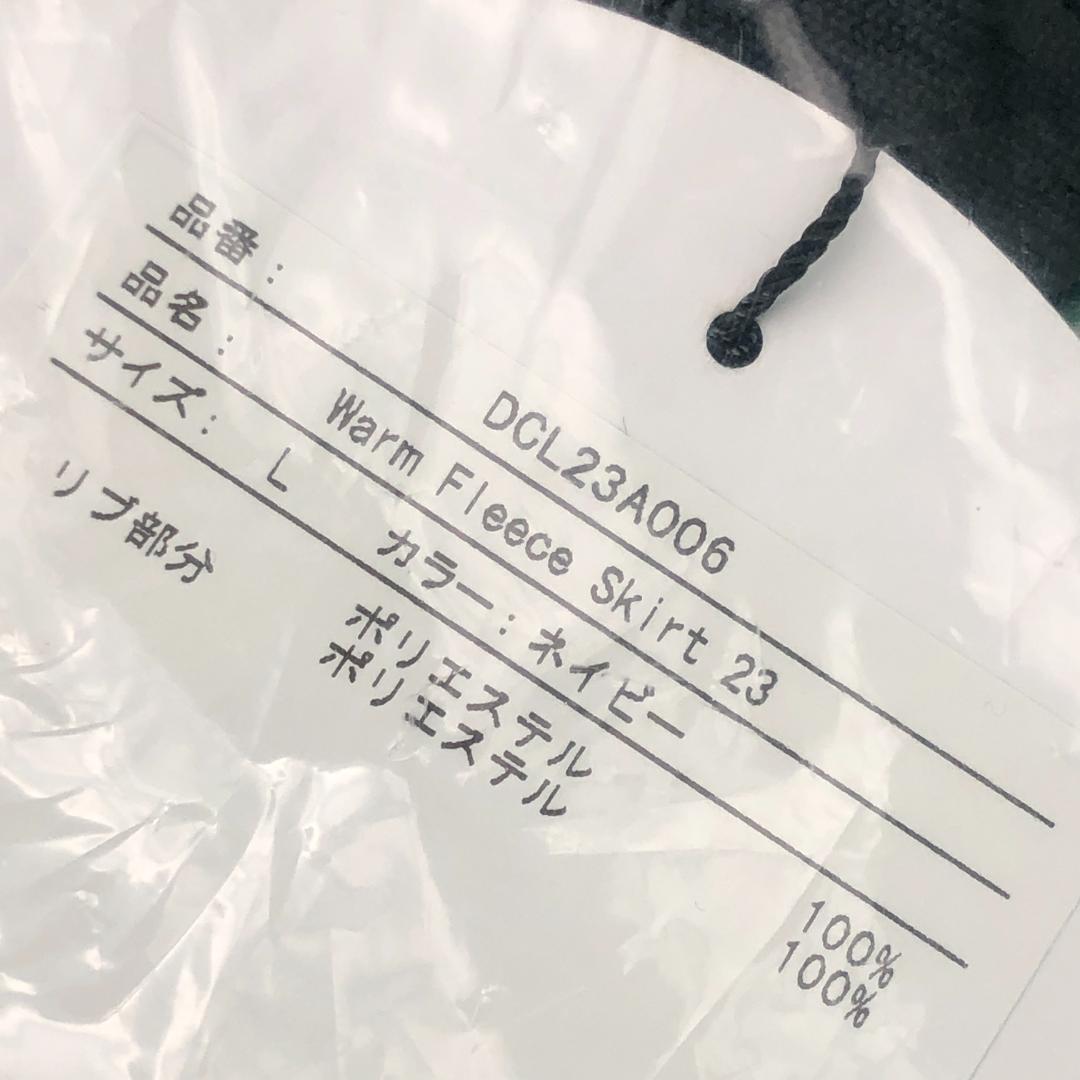 品番: DCL23A006
品名: Warm Fleece Skirt 23
サイズ: L カラー:ネイビー
ポリエステル 100%
リブ部分 ポリエステル 100%